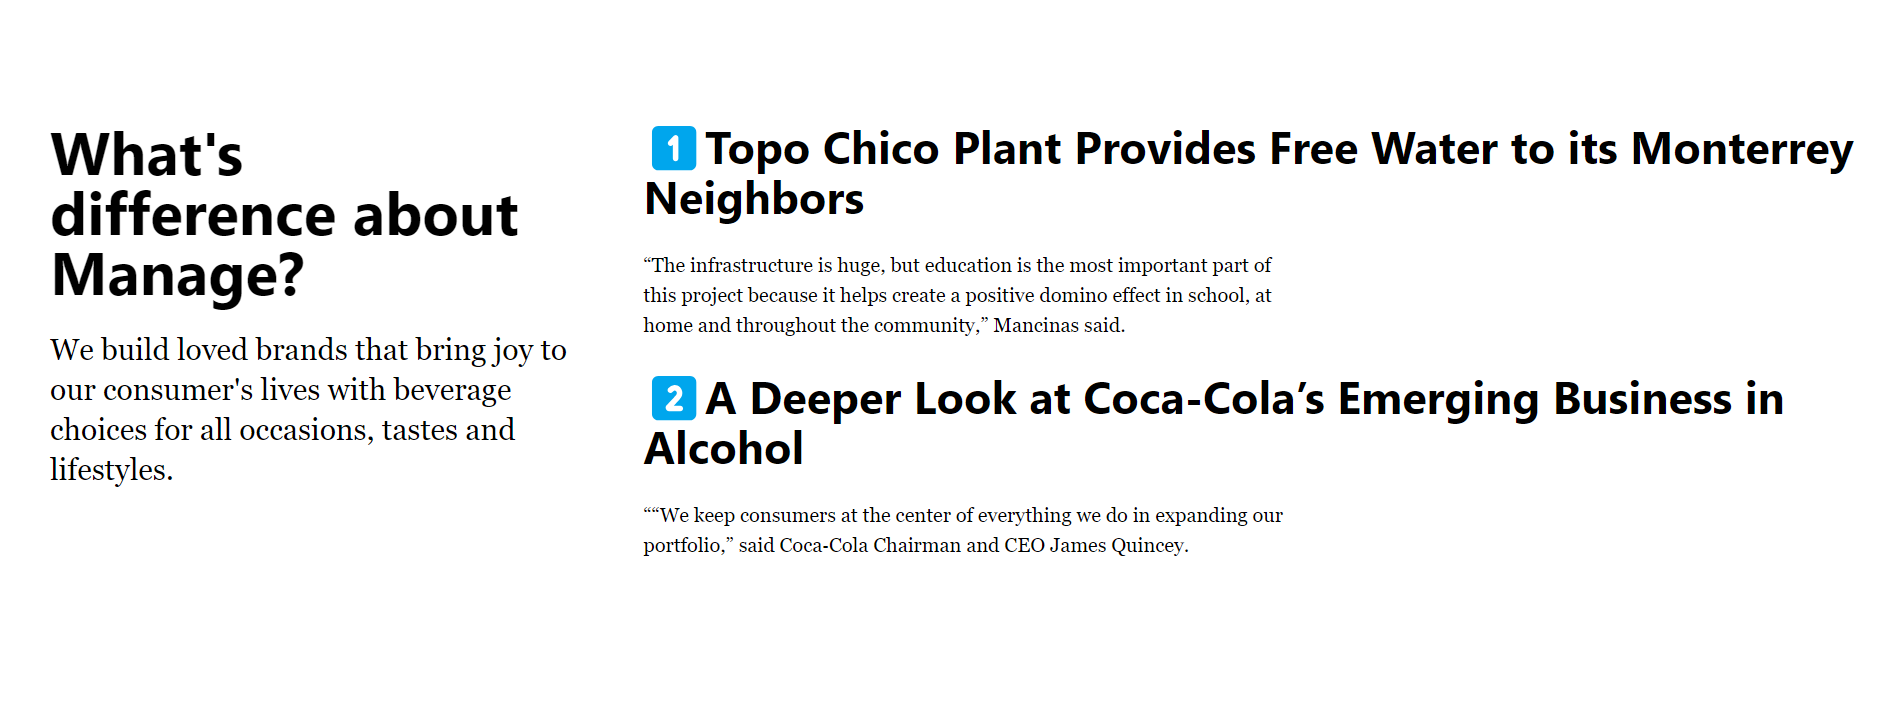 What's
difference about
Manage?
We build loved brands that bring joy to
our consumer's lives with beverage
choices for all occasions, tastes and
lifestyles.
1 Topo Chico Plant Provides Free Water to its Monterrey
Neighbors
“The infrastructure is huge, but education is the most important part of
this project because it helps create a positive domino effect in school, at
home and throughout the community,” Mancinas said.
2 A Deeper Look at Coca-Cola’s Emerging Business in
Alcohol
““We keep consumers at the center of everything we do in expanding our
portfolio,” said Coca-Cola Chairman and CEO James Quincey.